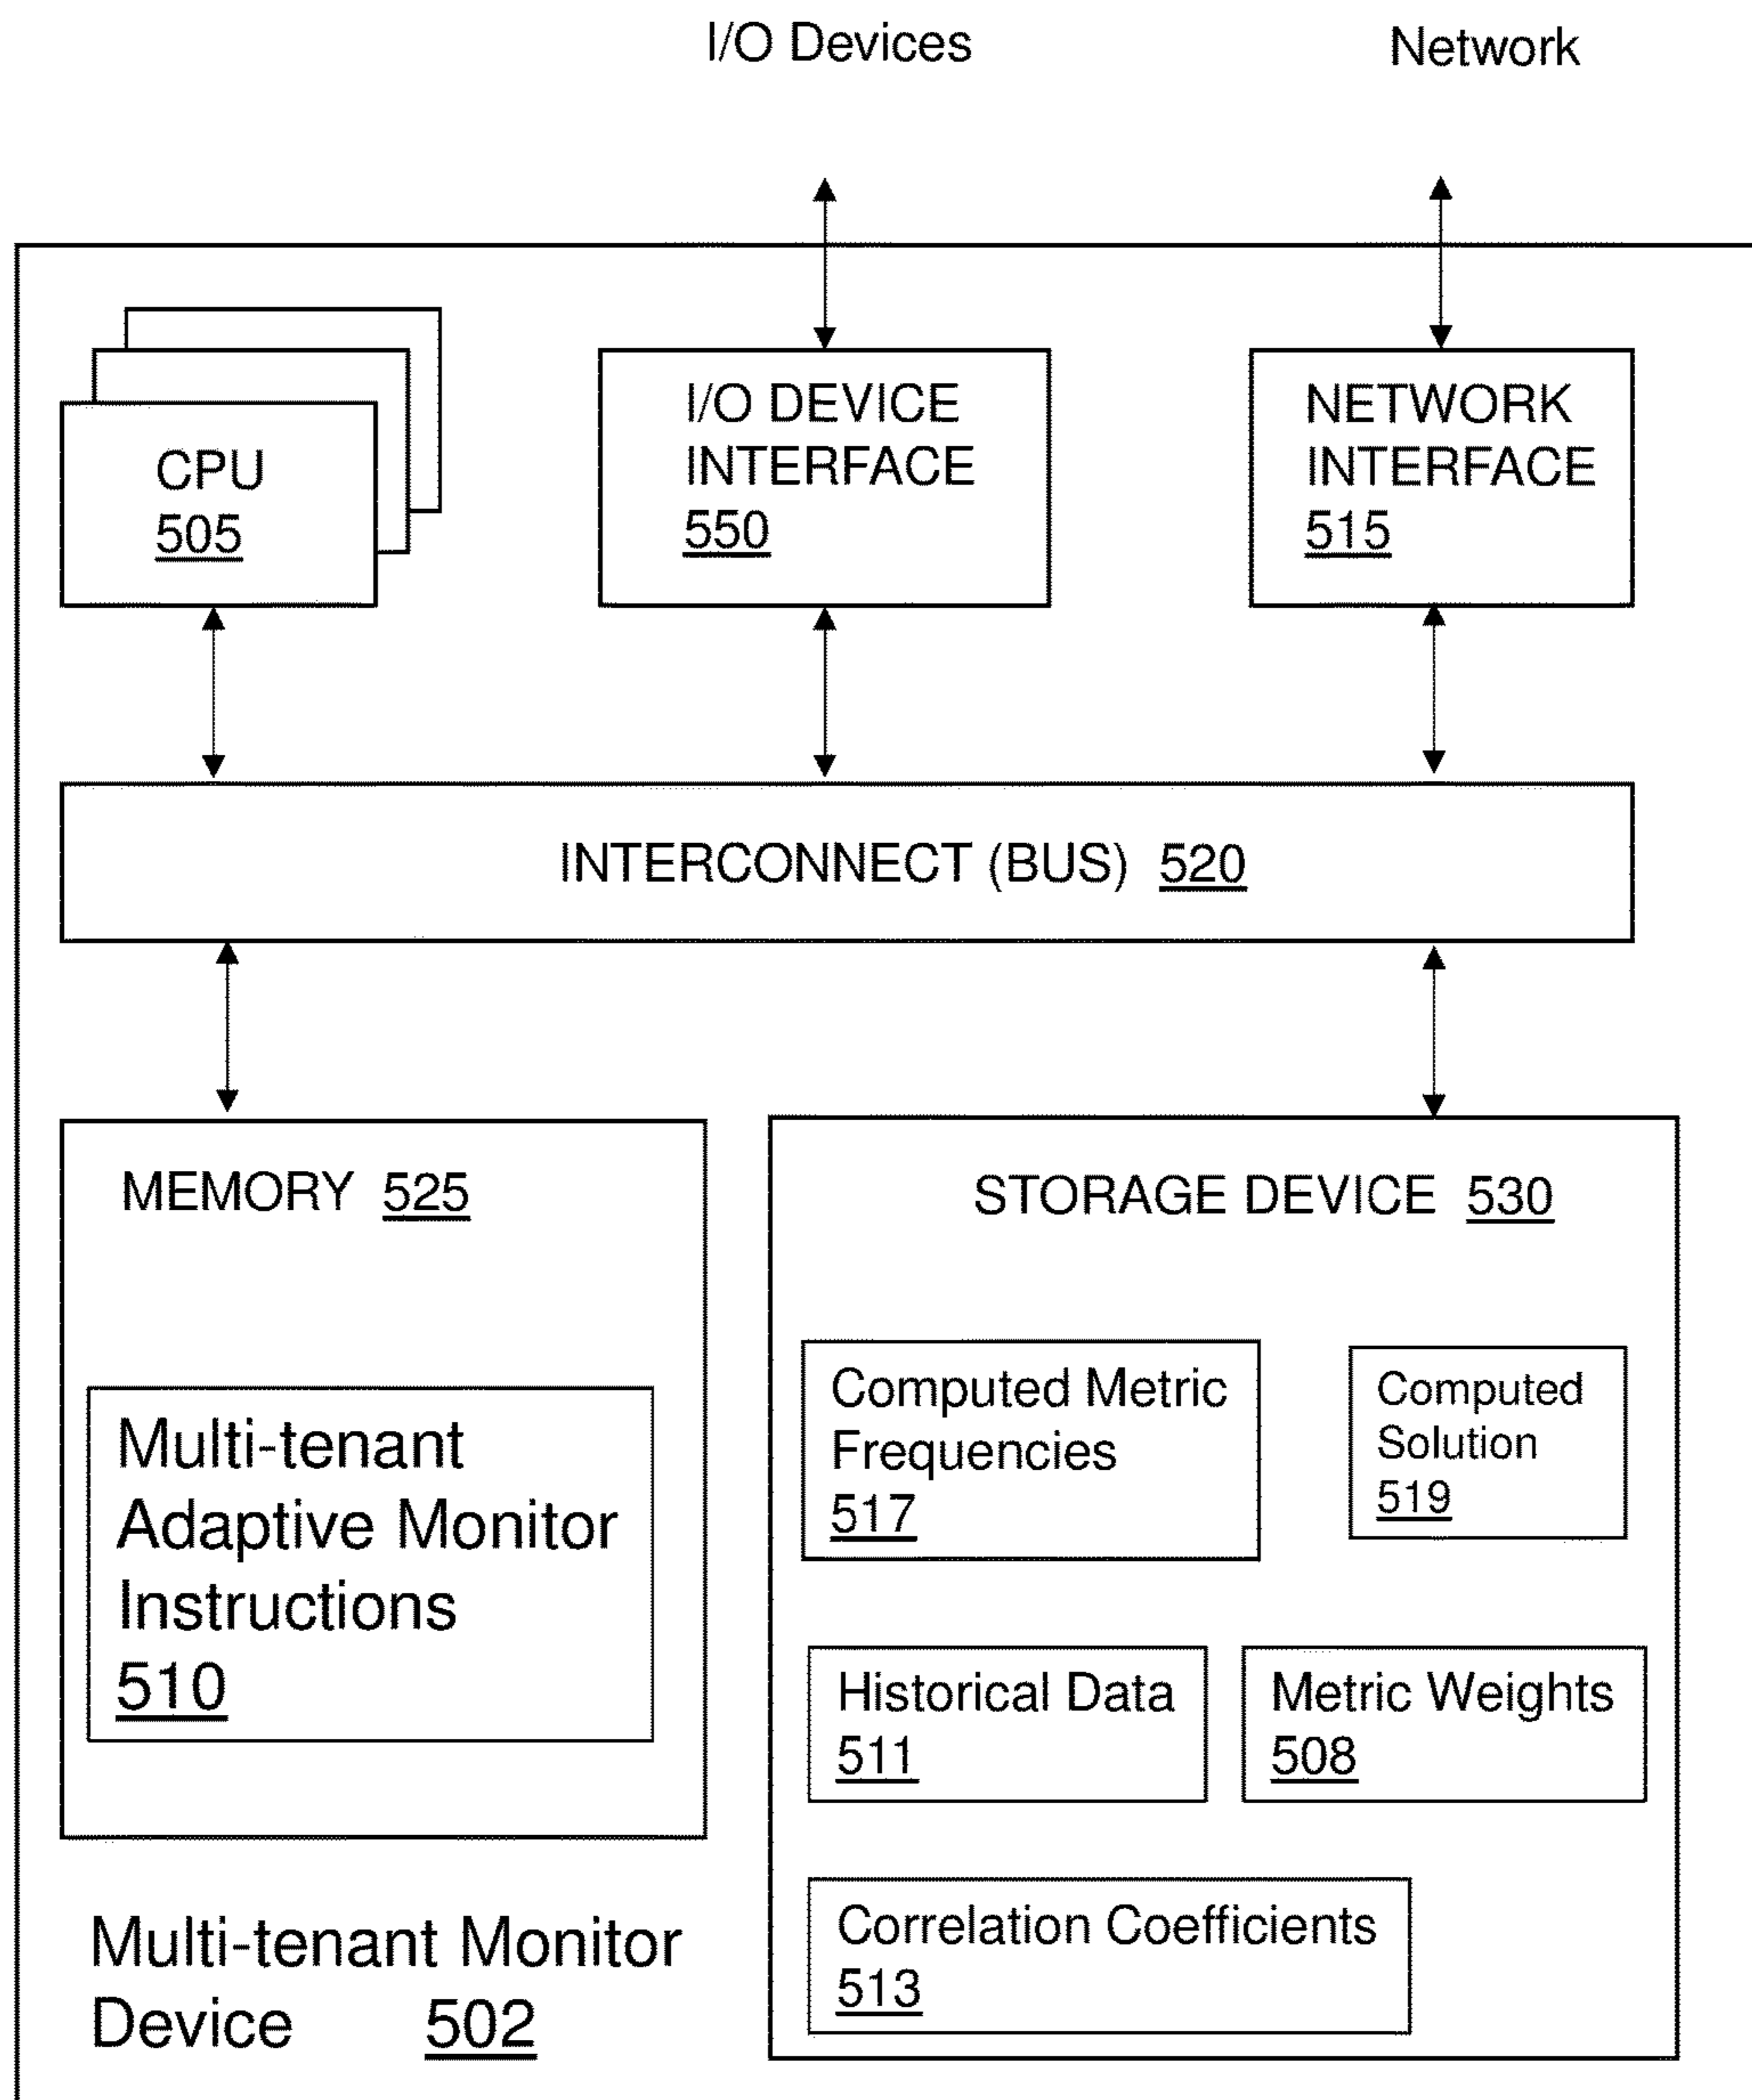 I/O Devices
Network
CPU
505
I/O DEVICE
INTERFACE
550
NETWORK
INTERFACE
515
INTERCONNECT (BUS) 520
MEMORY 525
Multi-tenant
Adaptive Monitor
Instructions
510
STORAGE DEVICE 530
Computed Metric
Frequencies
517
Computed
Solution
519
Historical Data
511
Metric Weights
508
Correlation Coefficients
513
Multi-tenant Monitor
Device 502